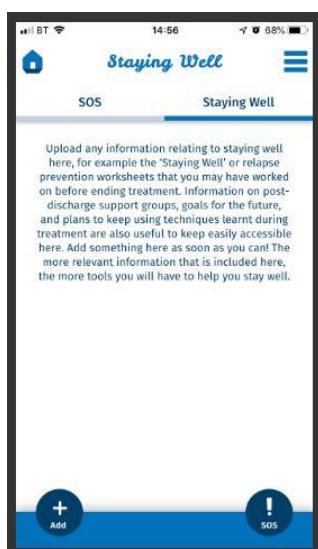 BT 14:56 68%
Staying Well
SOS Staying Well
Upload any information relating to staying well
here, for example the 'Staying Well' or relapse
prevention worksheets that you may have worked
on before ending treatment. Information on post-
discharge support groups, goals for the future,
and plans to keep using techniques learnt during
treatment are also useful to keep easily accessible
here. Add something here as soon as you can! The
more relevant information that is included here,
the more tools you will have to help you stay well.
+ !
Add SOS